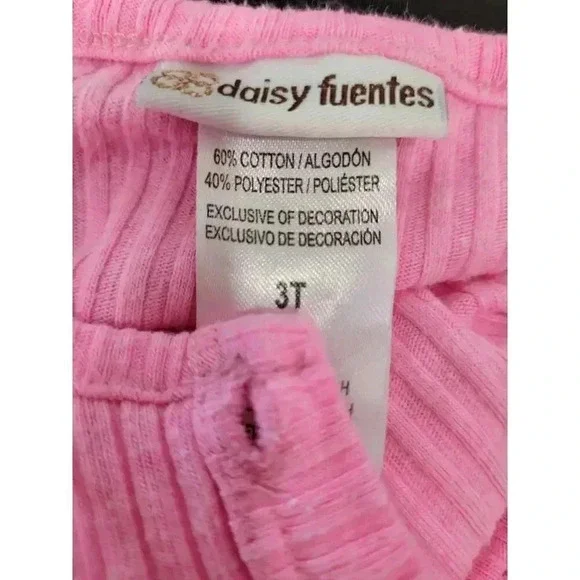 daisy fuentes
60% COTTON / ALGODÓN
40% POLYESTER / POLIÉSTER
EXCLUSIVE OF DECORATION
EXCLUSIVO DE DECORACIÓN
3T
H
H